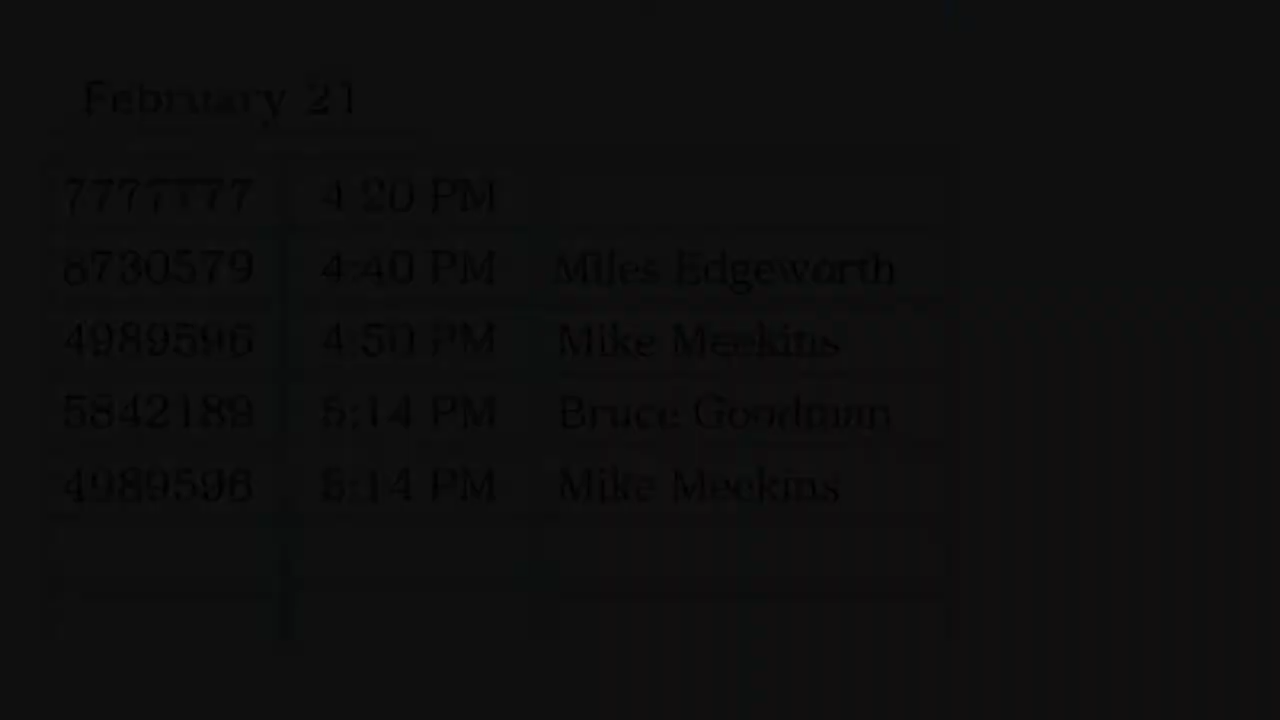 February 21
7777777 4:20 PM
8730579 4:40 PM Miles Edgeworth
4989596 4:50 PM Mike Meekins
5842189 5:14 PM Bruce Goodman
4989596 5:14 PM Mike Meekins